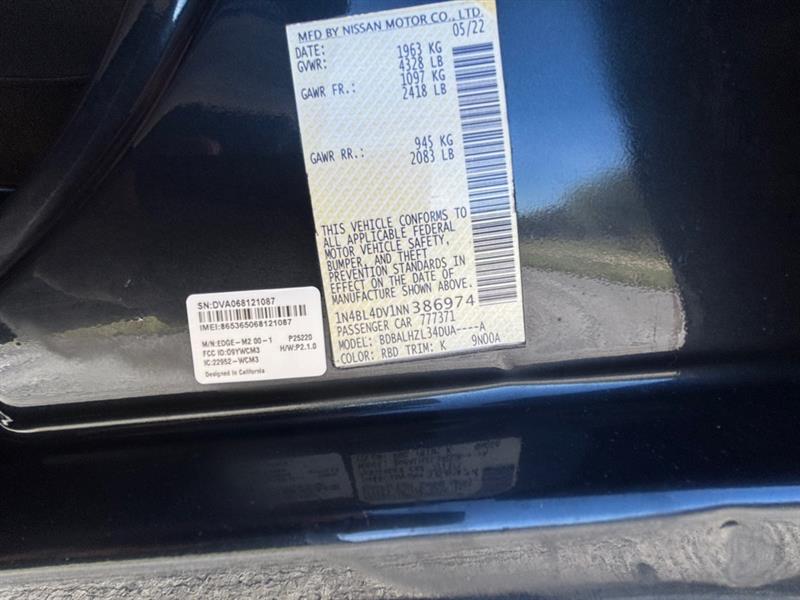 MFD BY NISSAN MOTOR CO., LTD.
DATE: 05/22
GVWR: 1963 KG
4328 LB
GAWR FR.: 1097 KG
2418 LB
GAWR RR.: 945 KG
2083 LB
THIS VEHICLE CONFORMS TO
ALL APPLICABLE FEDERAL
MOTOR VEHICLE SAFETY,
BUMPER, AND THEFT
PREVENTION STANDARDS IN
EFFECT ON THE DATE OF
MANUFACTURE SHOWN ABOVE.
1N4BL4DV1NN386974
PASSENGER CAR 777371
MODEL: BDBALHZL34DUA----A
COLOR: RBD TRIM: K 9N00A
SN:DVA068121087
IMEI:865365068121087
M/N:EDGE-M2 00-1 P25220
FCC ID:O9YWCM3 H/W:P2.1.0
IC:22952-WCM3
Designed in California